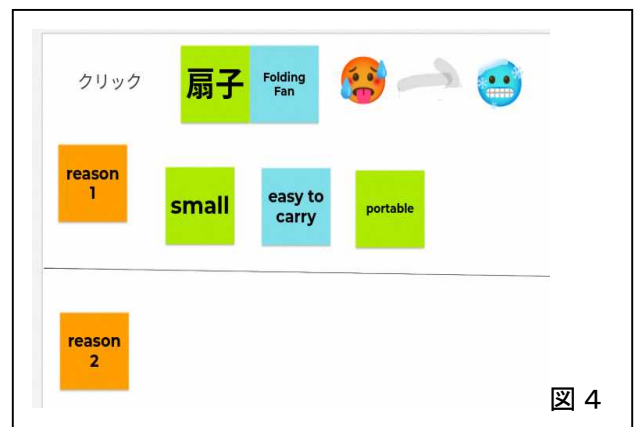 クリック
扇子
Folding
Fan
reason
1
small
easy to
carry
portable
reason
2
図 4